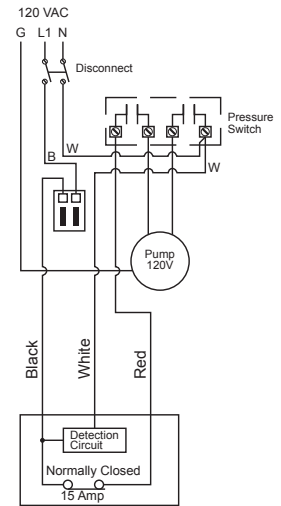 120 VAC
G L1 N
Disconnect
Pressure
Switch
W
B
W
Pump
120V
Black
White
Red
Detection
Circuit
Normally Closed
15 Amp